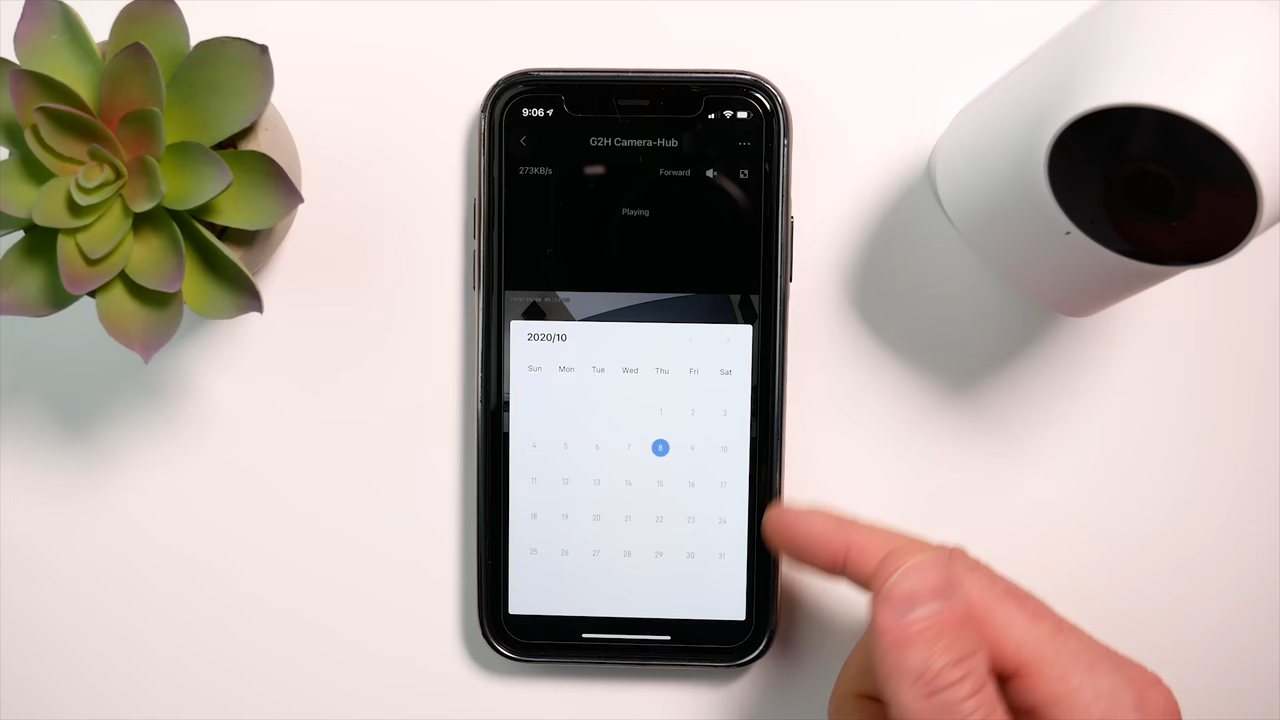 9:06
G2H Camera-Hub
273KB/s Forward
Playing
2020/10
Sun Mon Tue Wed Thu Fri Sat
1 2 3
4 5 6 7 8 9 10
11 12 13 14 15 16 17
18 19 20 21 22 23 24
25 26 27 28 29 30 31